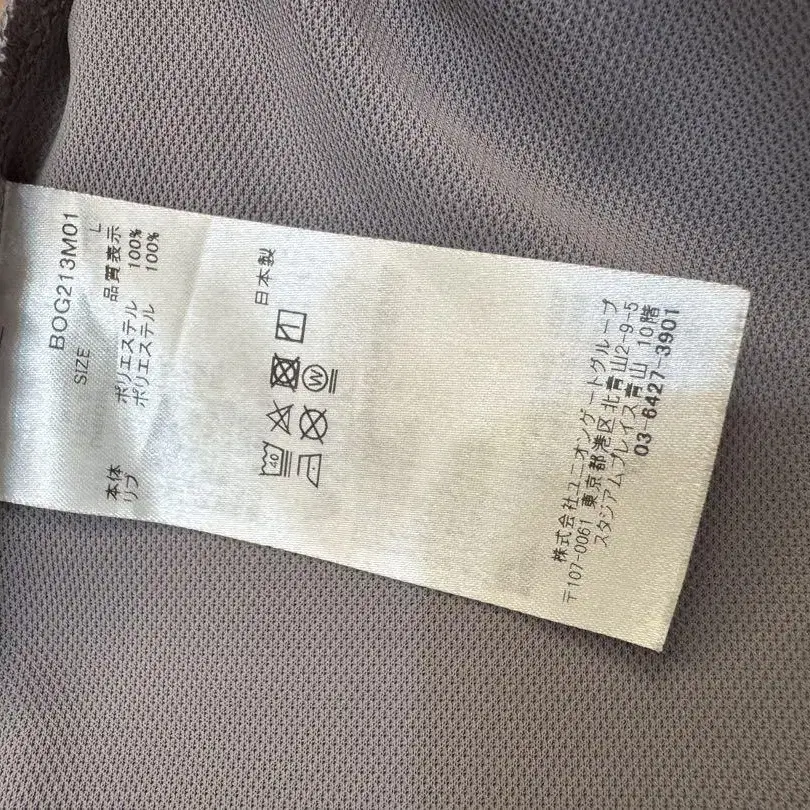 BOG213M01
SIZE L
品質表示
本体 ポリエステル 100%
リブ ポリエステル 100%
40
W
日本製
株式会社ユニオンゲートグループ
〒107-0061 東京都港区北青山2-9-5
スタジアムプレイス青山 10階
03-6427-3901